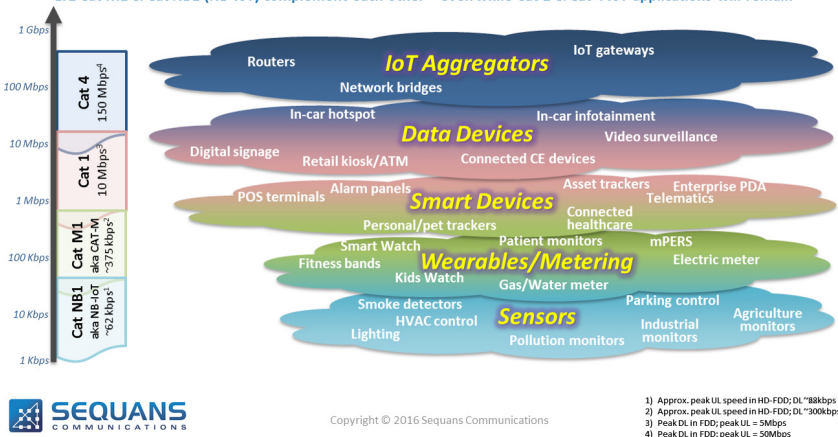 1 Gbps
100 Mbps
10 Mbps
1 Mbps
100 Kbps
10 Kbps
1 Kbps
Cat 4
150 Mbps4
Cat 1
10 Mbps3
Cat M1
aka CAT-M
~375 kbps2
Cat NB1
aka NB-IoT
~62 kbps1
IoT Aggregators
Routers
IoT gateways
Network bridges
Data Devices
In-car hotspot
In-car infotainment
Video surveillance
Digital signage
Retail kiosk/ATM
Connected CE devices
Smart Devices
Alarm panels
Asset trackers
Enterprise PDA
POS terminals
Telematics
Personal/pet trackers
Connected
healthcare
Wearables/Metering
Smart Watch
Patient monitors
mPERS
Fitness bands
Electric meter
Kids Watch
Gas/Water meter
Sensors
Smoke detectors
Parking control
HVAC control
Agriculture
monitors
Lighting
Pollution monitors
Industrial
monitors
SEQUANS
COMMUNICATIONS
Copyright © 2016 Sequans Communications
1) Approx. peak UL speed in HD-FDD; DL
2) Approx. peak UL speed in HD-FDD; DL ~300kbps
3) Peak DL in FDD; peak UL = 5Mbps
4) Peak DL in FDD; peak UL = 50Mbps